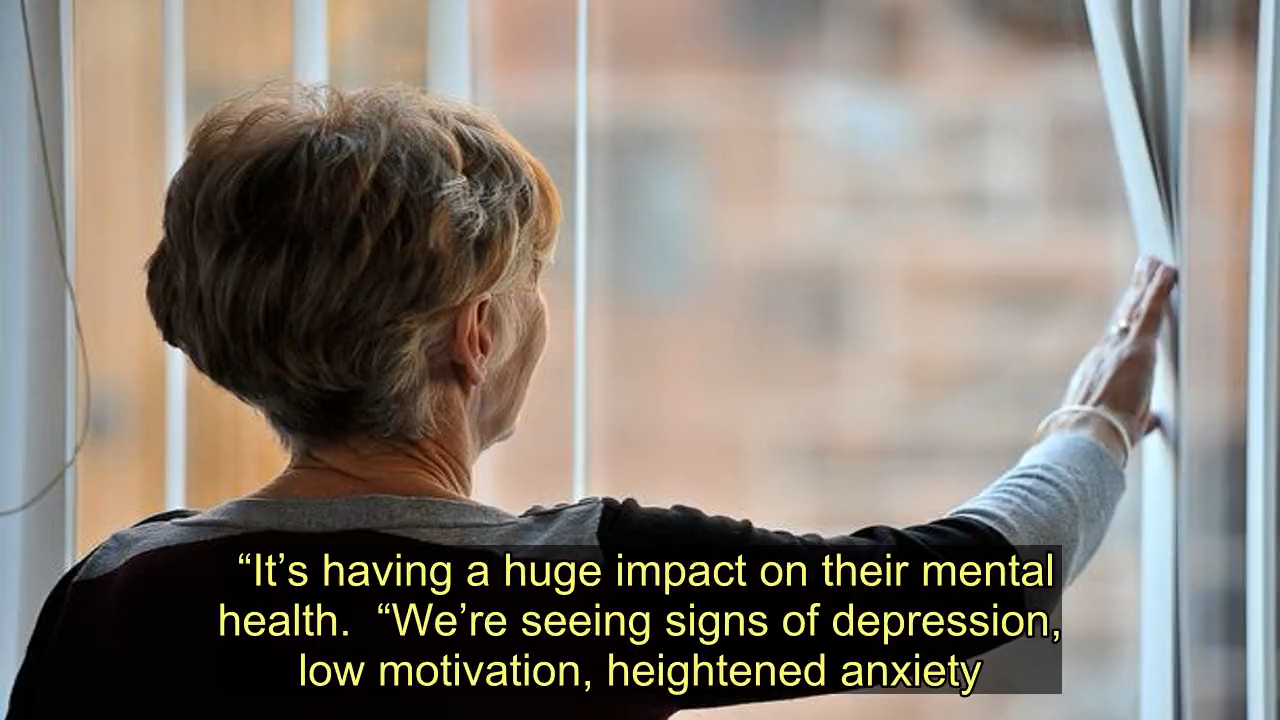 “It’s having a huge impact on their mental
health.  “We’re seeing signs of depression,
low motivation, heightened anxiety